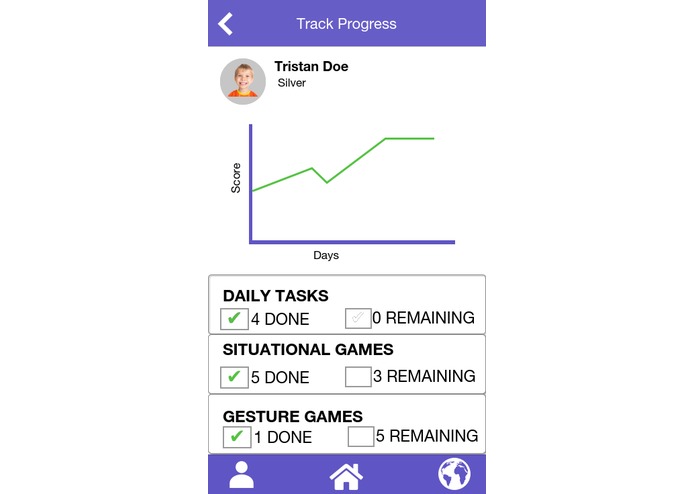 Track Progress
Tristan Doe
Silver
Score
Days
DAILY TASKS
4 DONE 0 REMAINING
SITUATIONAL GAMES
5 DONE 3 REMAINING
GESTURE GAMES
1 DONE 5 REMAINING